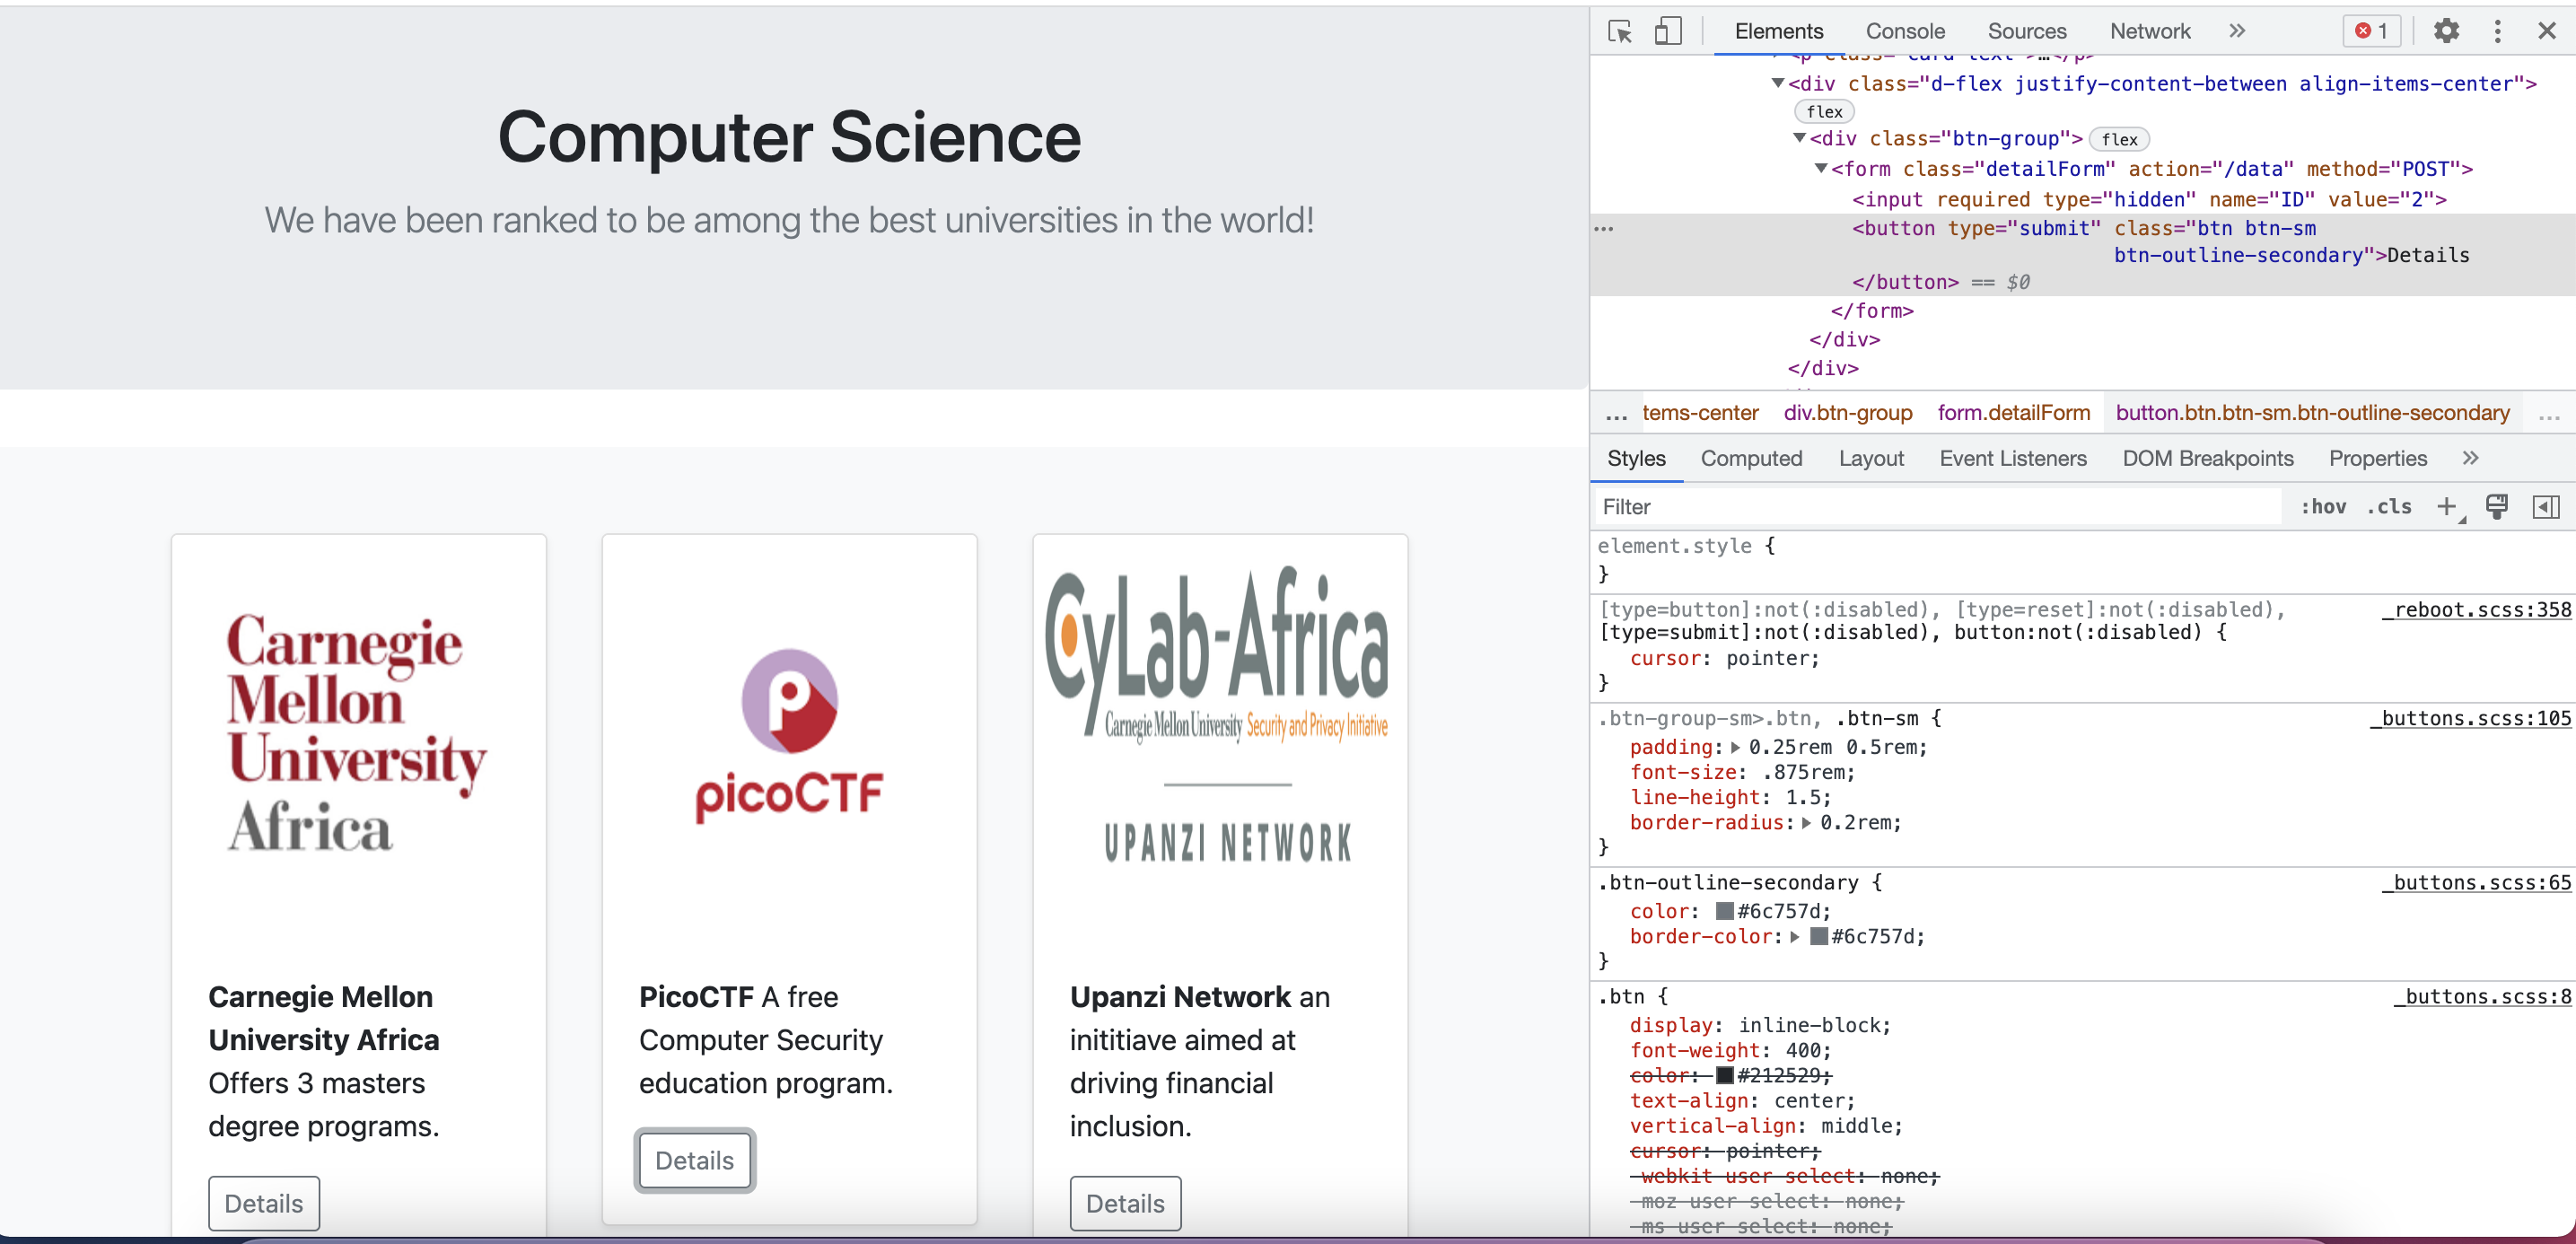 Computer Science
We have been ranked to be among the best universities in the world!
Carnegie
Mellon
University
Africa
Carnegie Mellon
University Africa
Offers 3 masters
degree programs.
Details
picoCTF
PicoCTF A free
Computer Security
education program.
Details
CyLab-Africa
Carnegie Mellon University Security and Privacy Initiative
UPANZI NETWORK
Upanzi Network an
inititiave aimed at
driving financial
inclusion.
Details
Elements Console Sources Network » 1
<p class="card-text">…</p>
<div class="d-flex justify-content-between align-items-center">
flex
<div class="btn-group"> flex
<form class="detailForm" action="/data" method="POST">
<input required type="hidden" name="ID" value="2">
<button type="submit" class="btn btn-sm
btn-outline-secondary">Details
</button> == $0
</form>
</div>
</div>
... tems-center div.btn-group form.detailForm button.btn.btn-sm.btn-outline-secondary ...
Styles Computed Layout Event Listeners DOM Breakpoints Properties »
Filter :hov .cls +
element.style {
}
[type=button]:not(:disabled), [type=reset]:not(:disabled), _reboot.scss:358
[type=submit]:not(:disabled), button:not(:disabled) {
cursor: pointer;
}
.btn-group-sm>.btn, .btn-sm { _buttons.scss:105
padding: 0.25rem 0.5rem;
font-size: .875rem;
line-height: 1.5;
border-radius: 0.2rem;
}
.btn-outline-secondary { _buttons.scss:65
color: #6c757d;
border-color: #6c757d;
}
.btn { _buttons.scss:8
display: inline-block;
font-weight: 400;
color: #212529;
text-align: center;
vertical-align: middle;
cursor: pointer;
-webkit-user-select: none;
-moz-user-select: none;
-ms-user-select: none;